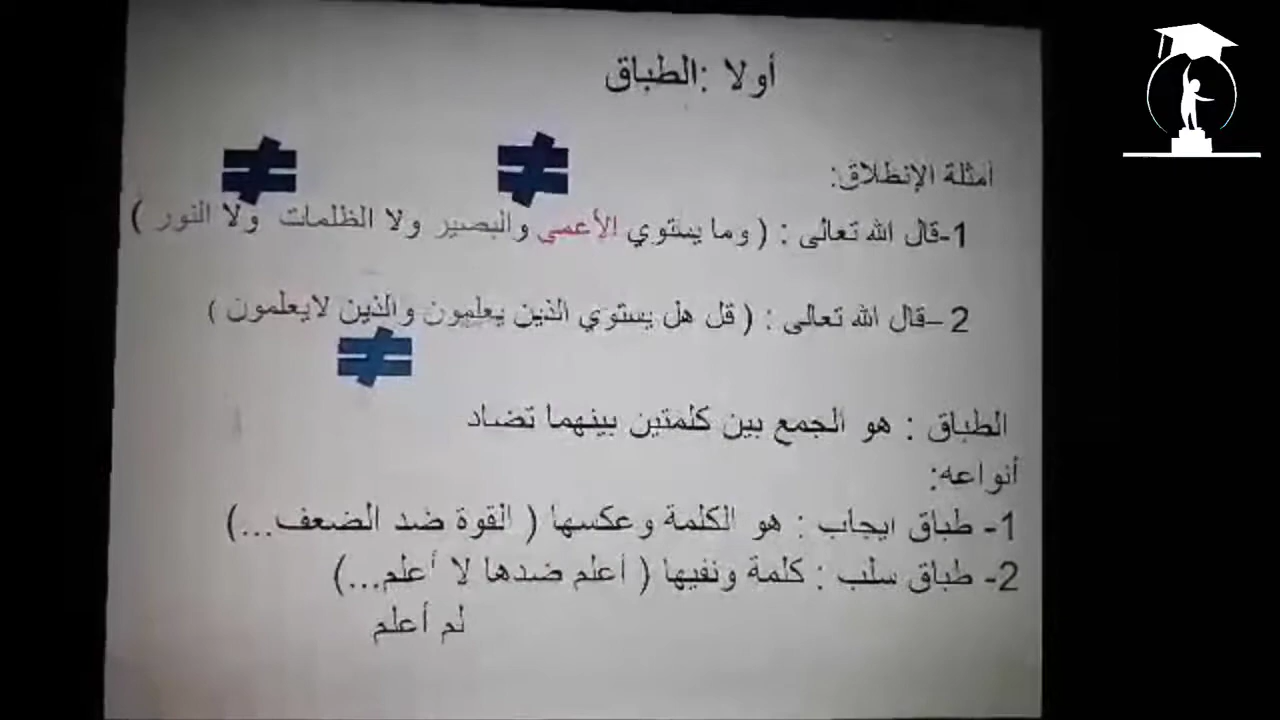 أولا :الطباق
أمثلة الإنطلاق:
1-قال الله تعالى : ( وما يستوي الأعمى والبصير ولا الظلمات ولا النور )
2 –قال الله تعالى : ( قل هل يستوي الذين يعلمون والذين لايعلمون )
الطباق : هو الجمع بين كلمتين بينهما تضاد
أنواعه:
1- طباق ايجاب : هو الكلمة وعكسها ( القوة ضد الضعف...)
2- طباق سلب : كلمة ونفيها ( أعلم ضدها لا أعلم...)
لم أعلم